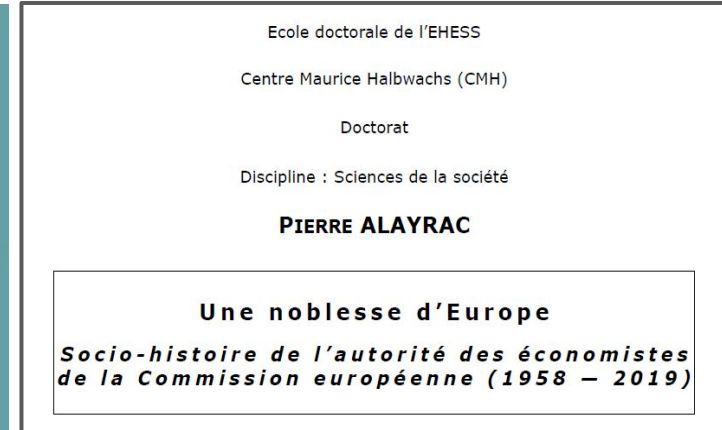 Ecole doctorale de l’EHESS
Centre Maurice Halbwachs (CMH)
Doctorat
Discipline : Sciences de la société
PIERRE ALAYRAC
Une noblesse d’Europe
Socio-histoire de l’autorité des économistes
de la Commission européenne (1958 — 2019)